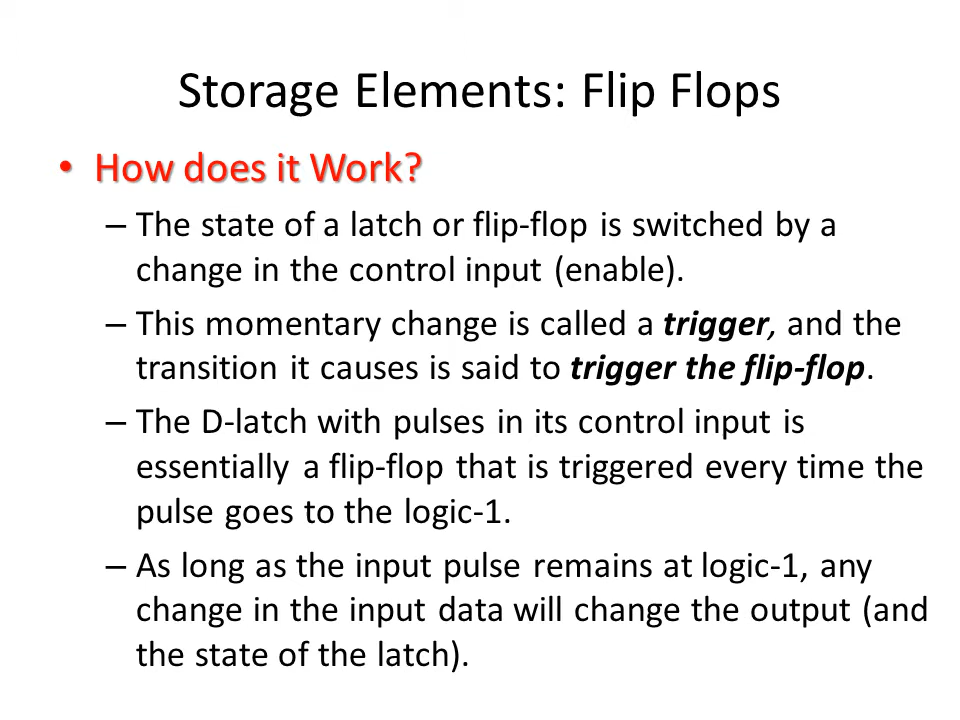 Storage Elements: Flip Flops
• How does it Work?
– The state of a latch or flip-flop is switched by a
change in the control input (enable).
– This momentary change is called a trigger, and the
transition it causes is said to trigger the flip-flop.
– The D-latch with pulses in its control input is
essentially a flip-flop that is triggered every time the
pulse goes to the logic-1.
– As long as the input pulse remains at logic-1, any
change in the input data will change the output (and
the state of the latch).